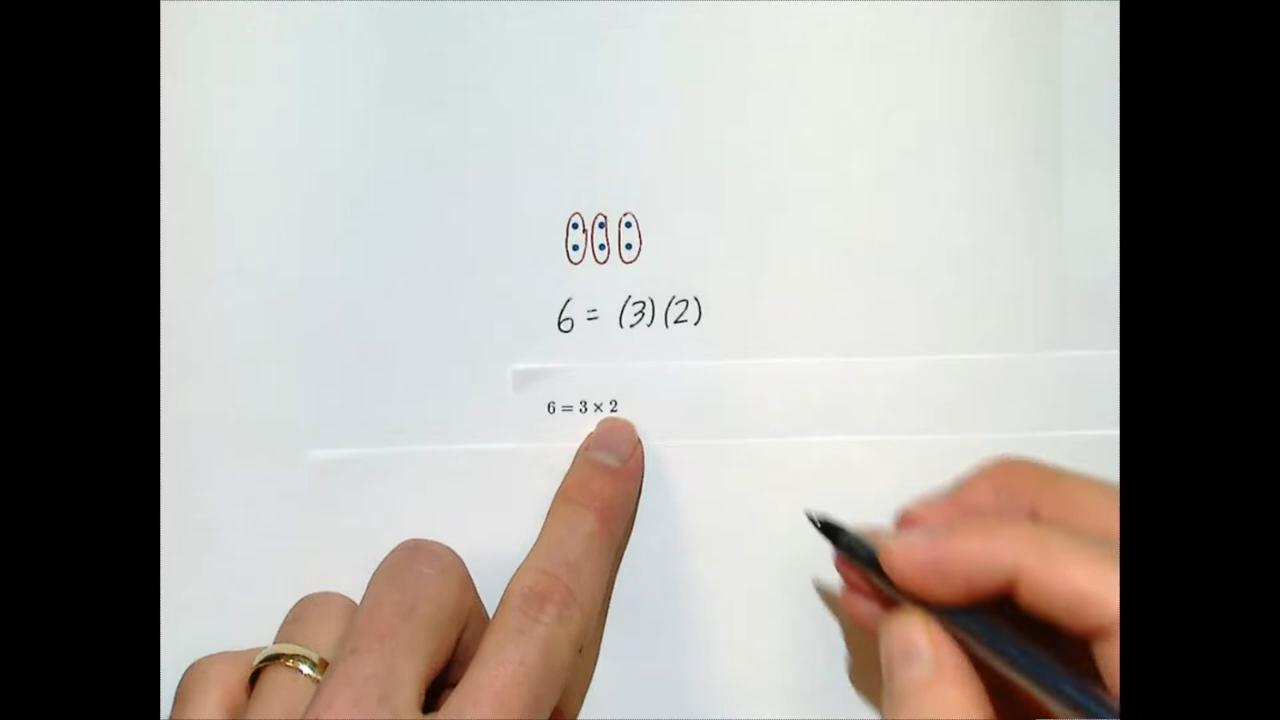 6 = (3)(2)
6 = 3 × 2